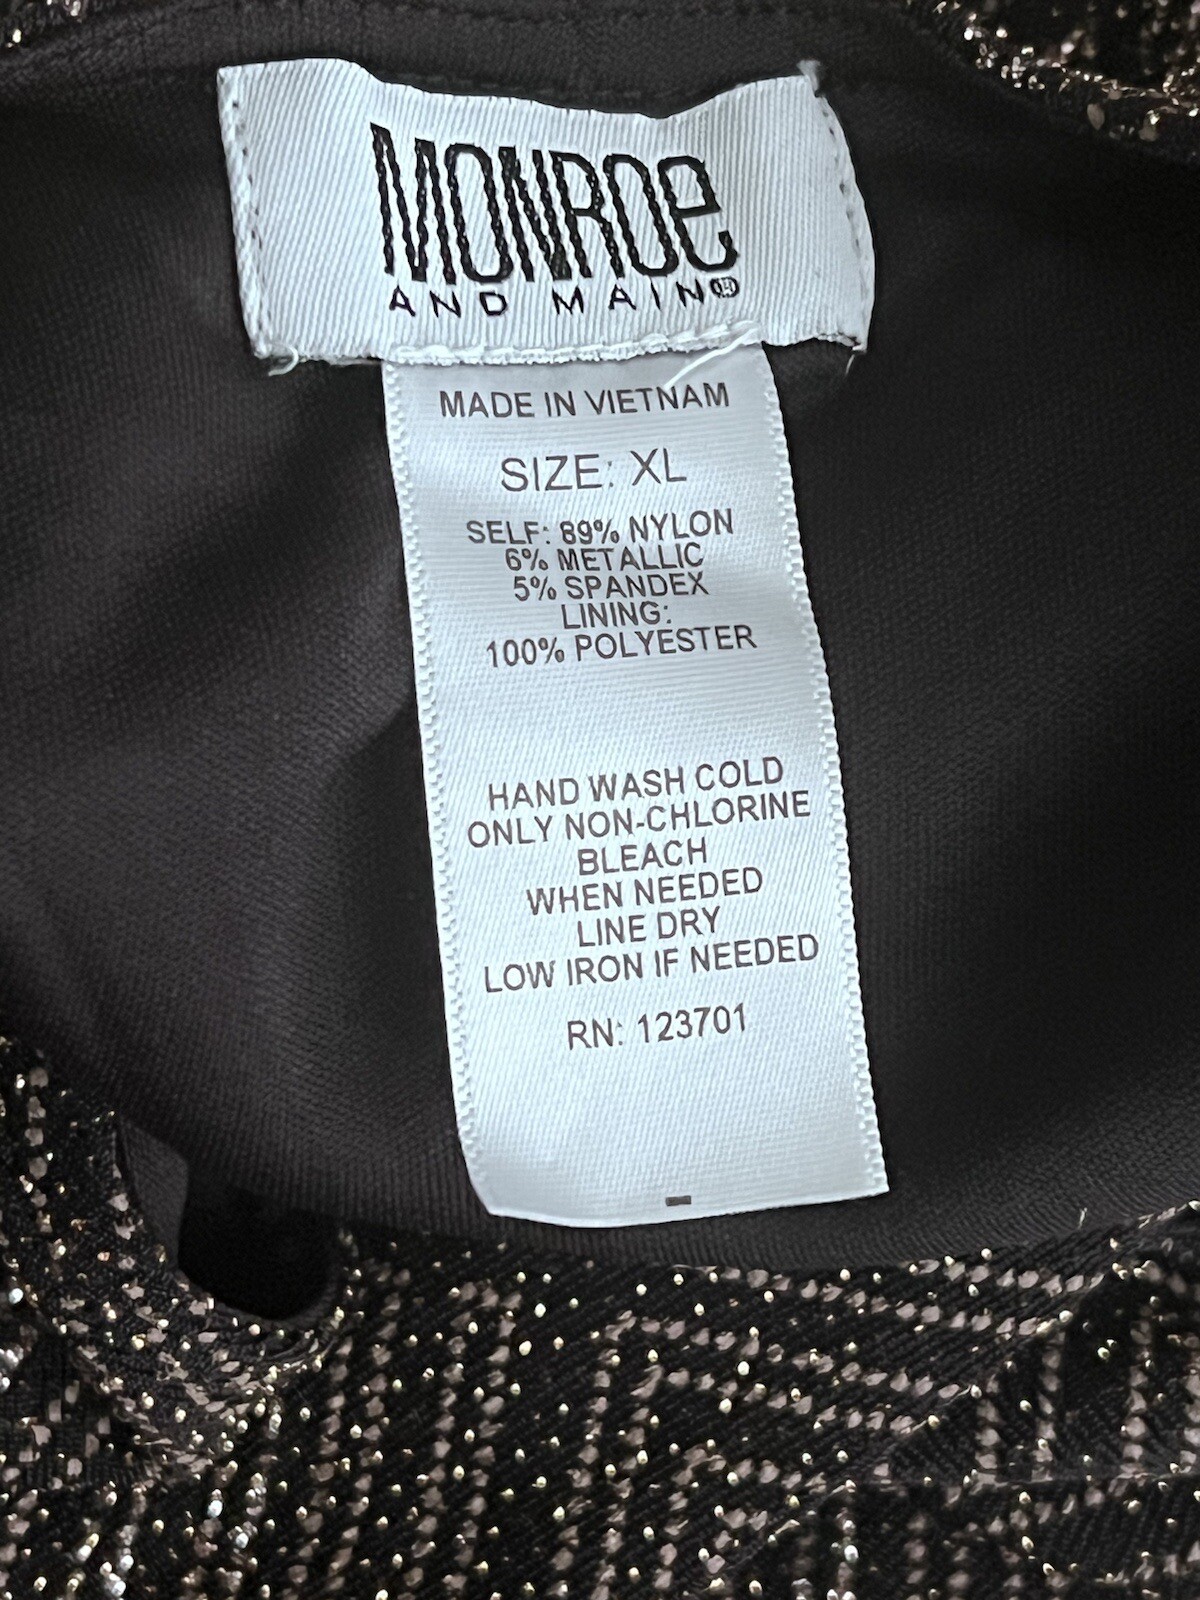 MONROe
AND MAIN®
MADE IN VIETNAM
SIZE: XL
SELF: 89% NYLON
6% METALLIC
5% SPANDEX
LINING:
100% POLYESTER
HAND WASH COLD
ONLY NON-CHLORINE
BLEACH
WHEN NEEDED
LINE DRY
LOW IRON IF NEEDED
RN: 123701